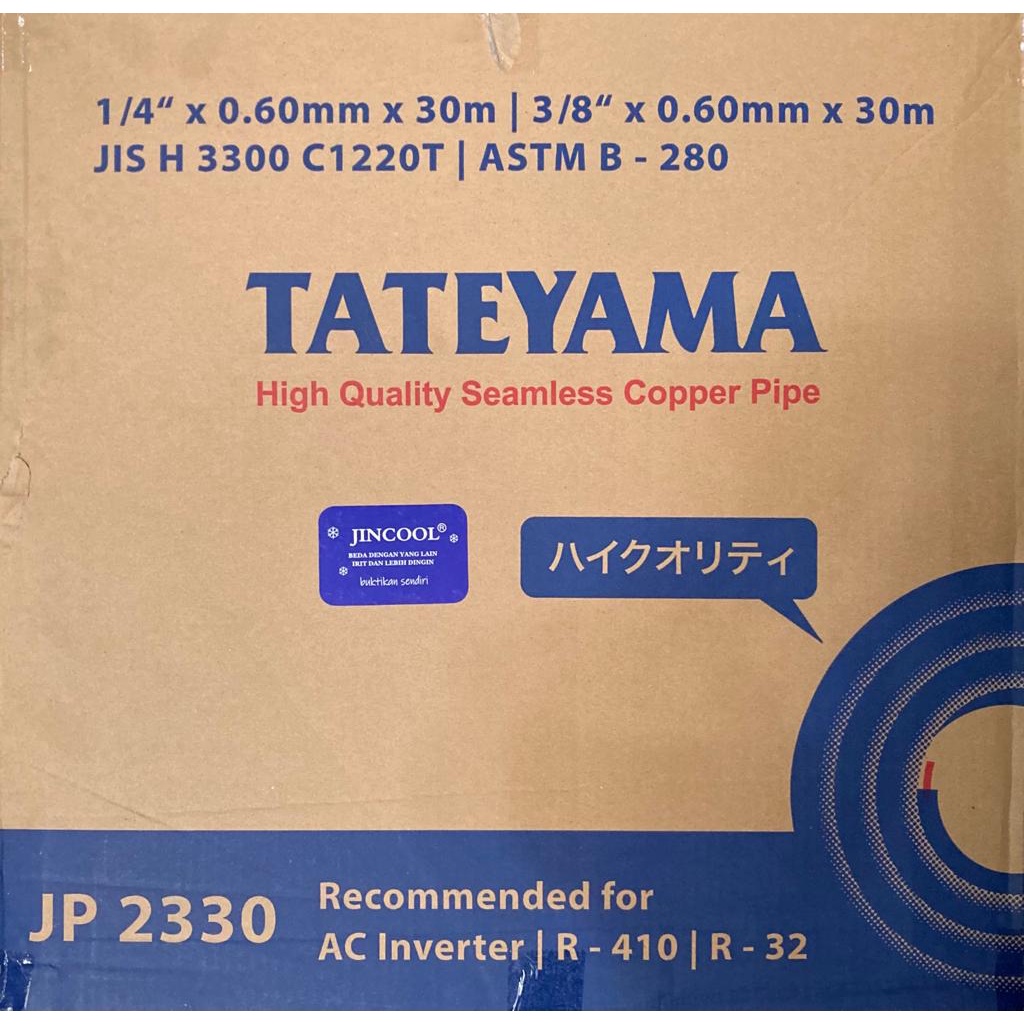 1/4“ x 0.60mm x 30m | 3/8“ x 0.60mm x 30m
JIS H 3300 C1220T | ASTM B - 280
TATEYAMA
High Quality Seamless Copper Pipe
JINCOOL®
BEDA DENGAN YANG LAIN
IRIT DAN LEBIH DINGIN
buktikan sendiri
ハイクオリティ
JP 2330
Recommended for
AC Inverter | R - 410 | R - 32